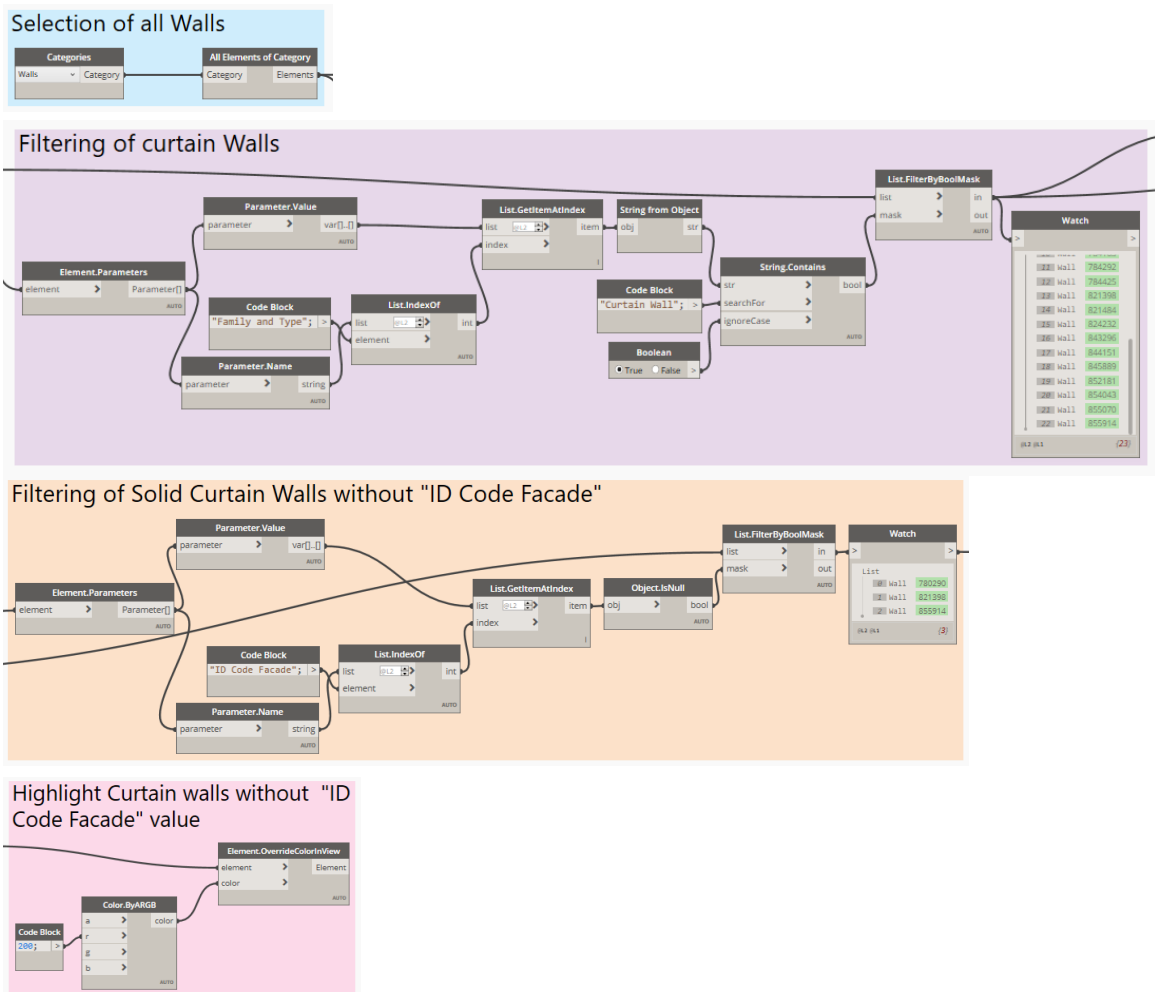 Selection of all Walls
Categories
Walls Category
All Elements of Category
Category Elements
Filtering of curtain Walls
Element.Parameters
element > Parameter[]
AUTO
Parameter.Value
parameter > var[]..[]
AUTO
Code Block
"Family and Type"; >
Parameter.Name
parameter > string
AUTO
List.IndexOf
list @L2 > int
element >
AUTO
List.GetItemAtIndex
list @L2 > item
index >
l
String from Object
obj str
Code Block
"Curtain Wall"; >
Boolean
True False >
String.Contains
str > bool
searchFor >
ignoreCase >
AUTO
List.FilterByBoolMask
list > in
mask > out
AUTO
Watch
> >
11 Wall 784292
12 Wall 784425
13 Wall 821398
14 Wall 821484
15 Wall 824232
16 Wall 843296
17 Wall 844151
18 Wall 845889
19 Wall 852181
20 Wall 854043
21 Wall 855070
22 Wall 855914
@L2 @L1 {23}
Filtering of Solid Curtain Walls without "ID Code Facade"
Element.Parameters
element > Parameter[]
AUTO
Parameter.Value
parameter > var[]..[]
AUTO
Code Block
"ID Code Facade"; >
Parameter.Name
parameter > string
AUTO
List.IndexOf
list @L2 > int
element >
AUTO
List.GetItemAtIndex
list @L2 > item
index >
l
Object.IsNull
obj > bool
AUTO
List.FilterByBoolMask
list > in
mask > out
AUTO
Watch
> >
List
0 Wall 780290
1 Wall 821398
2 Wall 855914
@L2 @L1 {3}
Highlight Curtain walls without "ID
Code Facade" value
Element.OverrideColorInView
element > Element
color >
AUTO
Color.ByARGB
a > color
r >
g >
b >
AUTO
Code Block
200; >